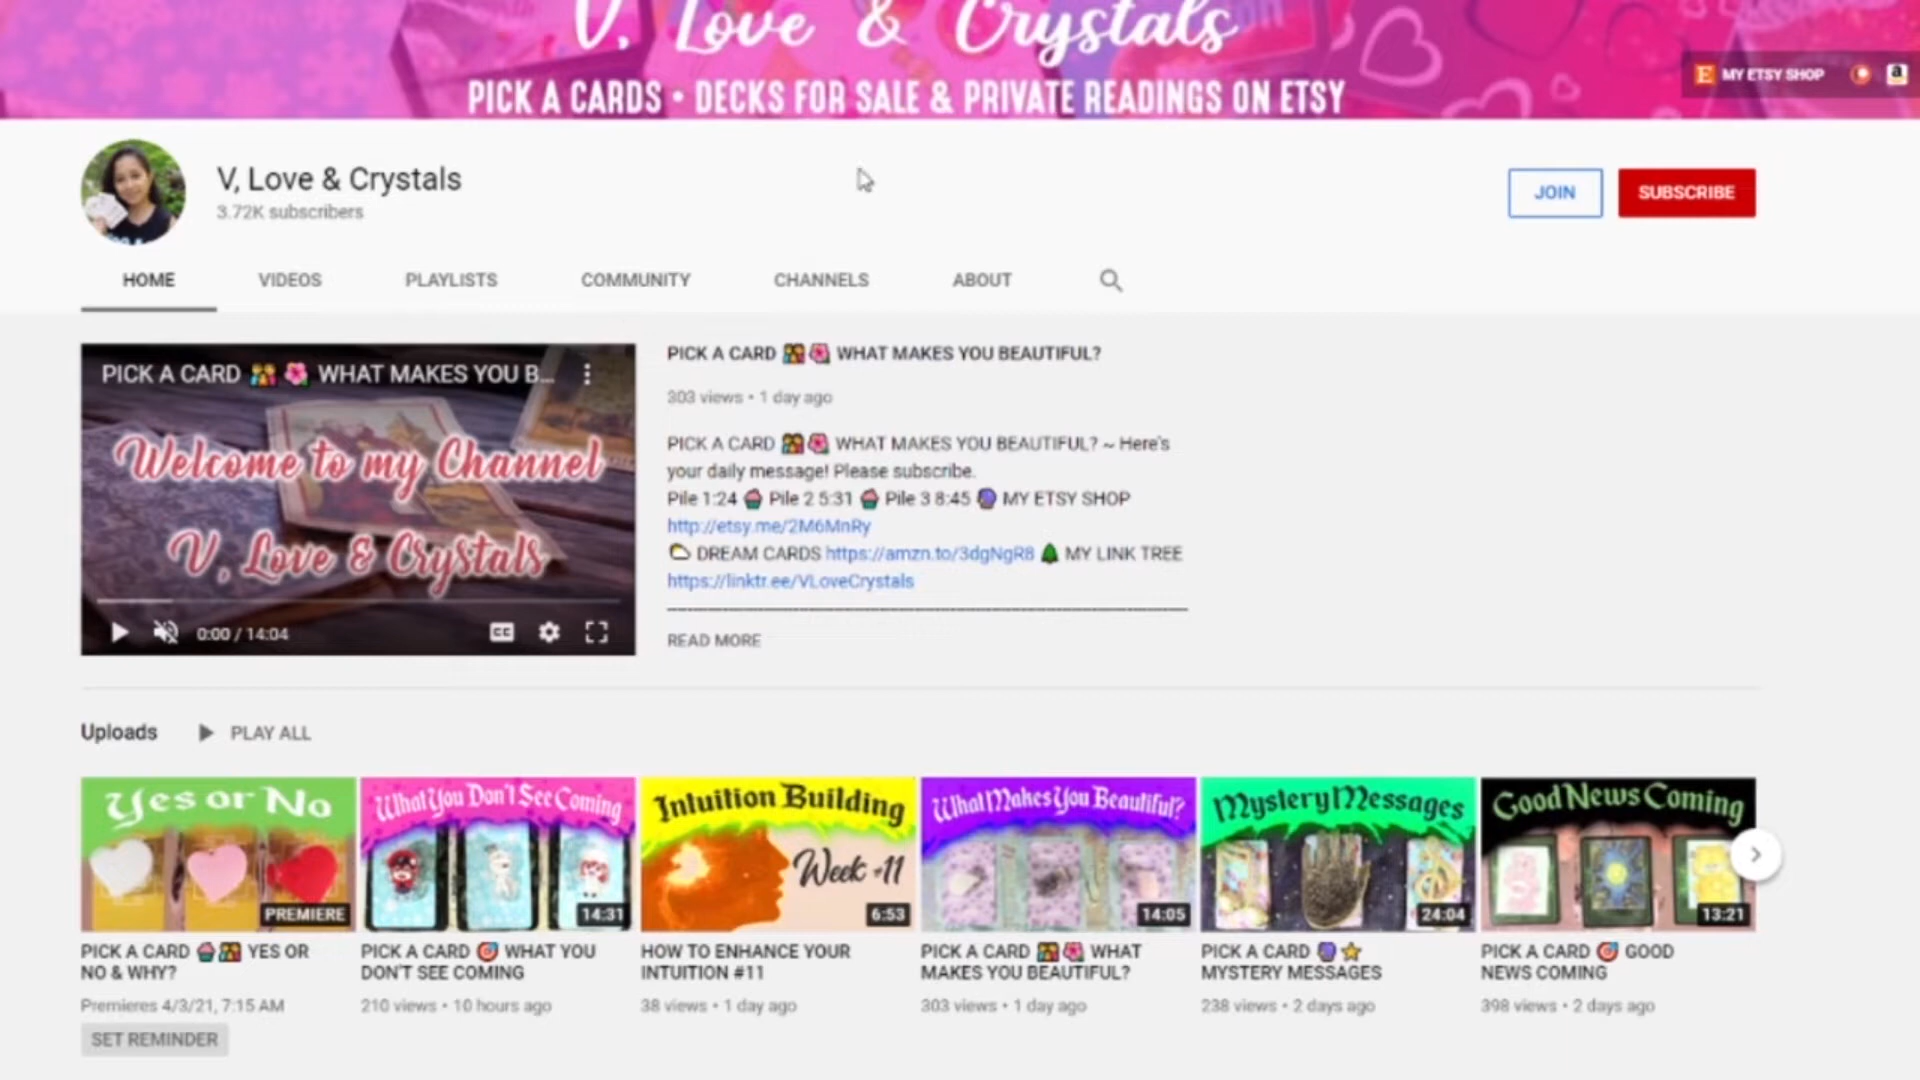 V, Love & Crystals
PICK A CARDS • DECKS FOR SALE & PRIVATE READINGS ON ETSY
MY ETSY SHOP
V, Love & Crystals
3.72K subscribers
JOIN
SUBSCRIBE
HOME
VIDEOS
PLAYLISTS
COMMUNITY
CHANNELS
ABOUT
PICK A CARD 👫🌺 WHAT MAKES YOU B...
Welcome to my Channel
V, Love & Crystals
0:00 / 14:04
CC
PICK A CARD 👫🌺 WHAT MAKES YOU BEAUTIFUL?
303 views • 1 day ago
PICK A CARD 👫🌺 WHAT MAKES YOU BEAUTIFUL? ~ Here's
your daily message! Please subscribe.
Pile 1:24 🧁 Pile 2 5:31 🧁 Pile 3 8:45 🔮 MY ETSY SHOP
http://etsy.me/2M6MnRy
🌥 DREAM CARDS https://amzn.to/3dgNgR8 🌲 MY LINK TREE
https://linktr.ee/VLoveCrystals
READ MORE
Uploads
PLAY ALL
Yes or No
PREMIERE
PICK A CARD 🧁👫 YES OR
NO & WHY?
Premieres 4/3/21, 7:15 AM
SET REMINDER
What You Don't See Coming
14:31
PICK A CARD 🎯 WHAT YOU
DON'T SEE COMING
210 views • 10 hours ago
Intuition Building
Week #11
6:53
HOW TO ENHANCE YOUR
INTUITION #11
38 views • 1 day ago
What Makes You Beautiful?
14:05
PICK A CARD 👫🌺 WHAT
MAKES YOU BEAUTIFUL?
303 views • 1 day ago
Mystery Messages
24:04
PICK A CARD 🔮⭐
MYSTERY MESSAGES
238 views • 2 days ago
Good News Coming
13:21
PICK A CARD 🎯 GOOD
NEWS COMING
398 views • 2 days ago